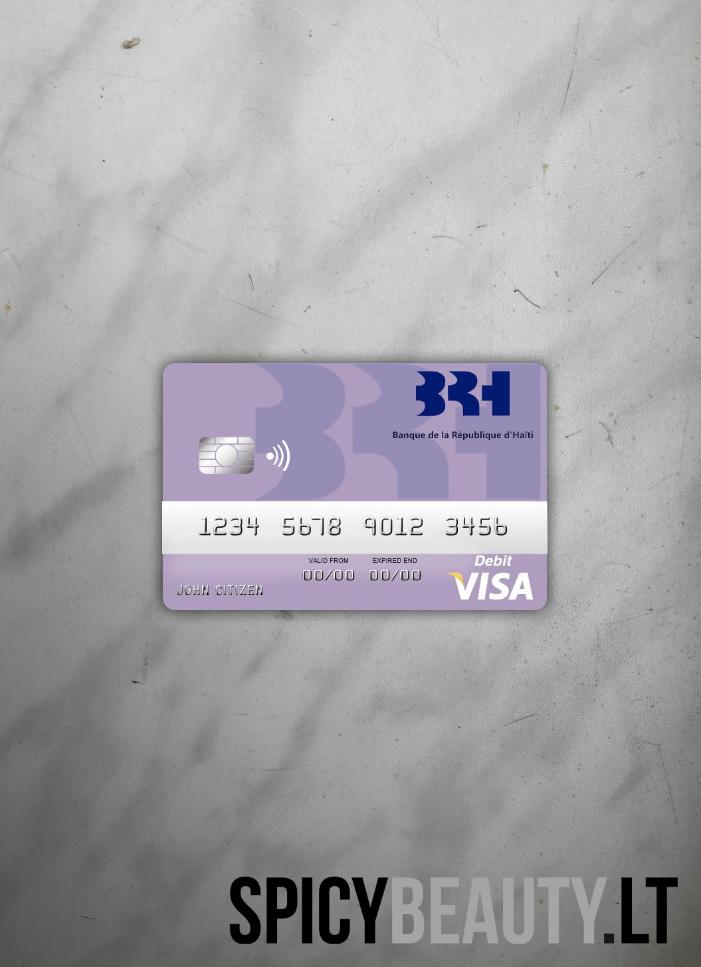 BRH
Banque de la République d'Haïti
1234 5678 9012 3456
VALID FROM EXPIRED END
00/00 00/00
Debit
JOHN CITIZEN
VISA
SPICYBEAUTY.LT